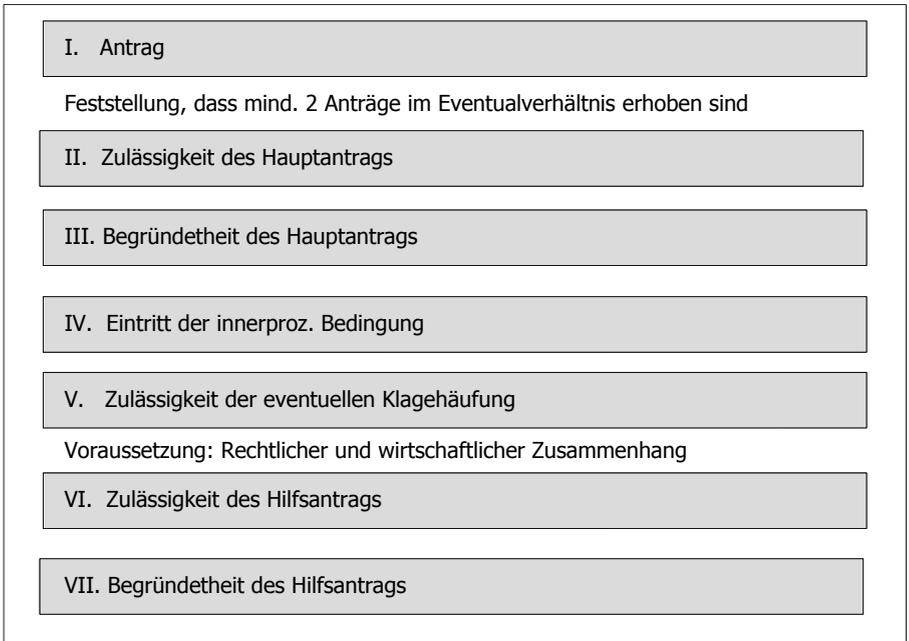 I. Antrag
Feststellung, dass mind. 2 Anträge im Eventualverhältnis erhoben sind
II. Zulässigkeit des Hauptantrags
III. Begründetheit des Hauptantrags
IV. Eintritt der innerproz. Bedingung
V. Zulässigkeit der eventuellen Klagehäufung
Voraussetzung: Rechtlicher und wirtschaftlicher Zusammenhang
VI. Zulässigkeit des Hilfsantrags
VII. Begründetheit des Hilfsantrags